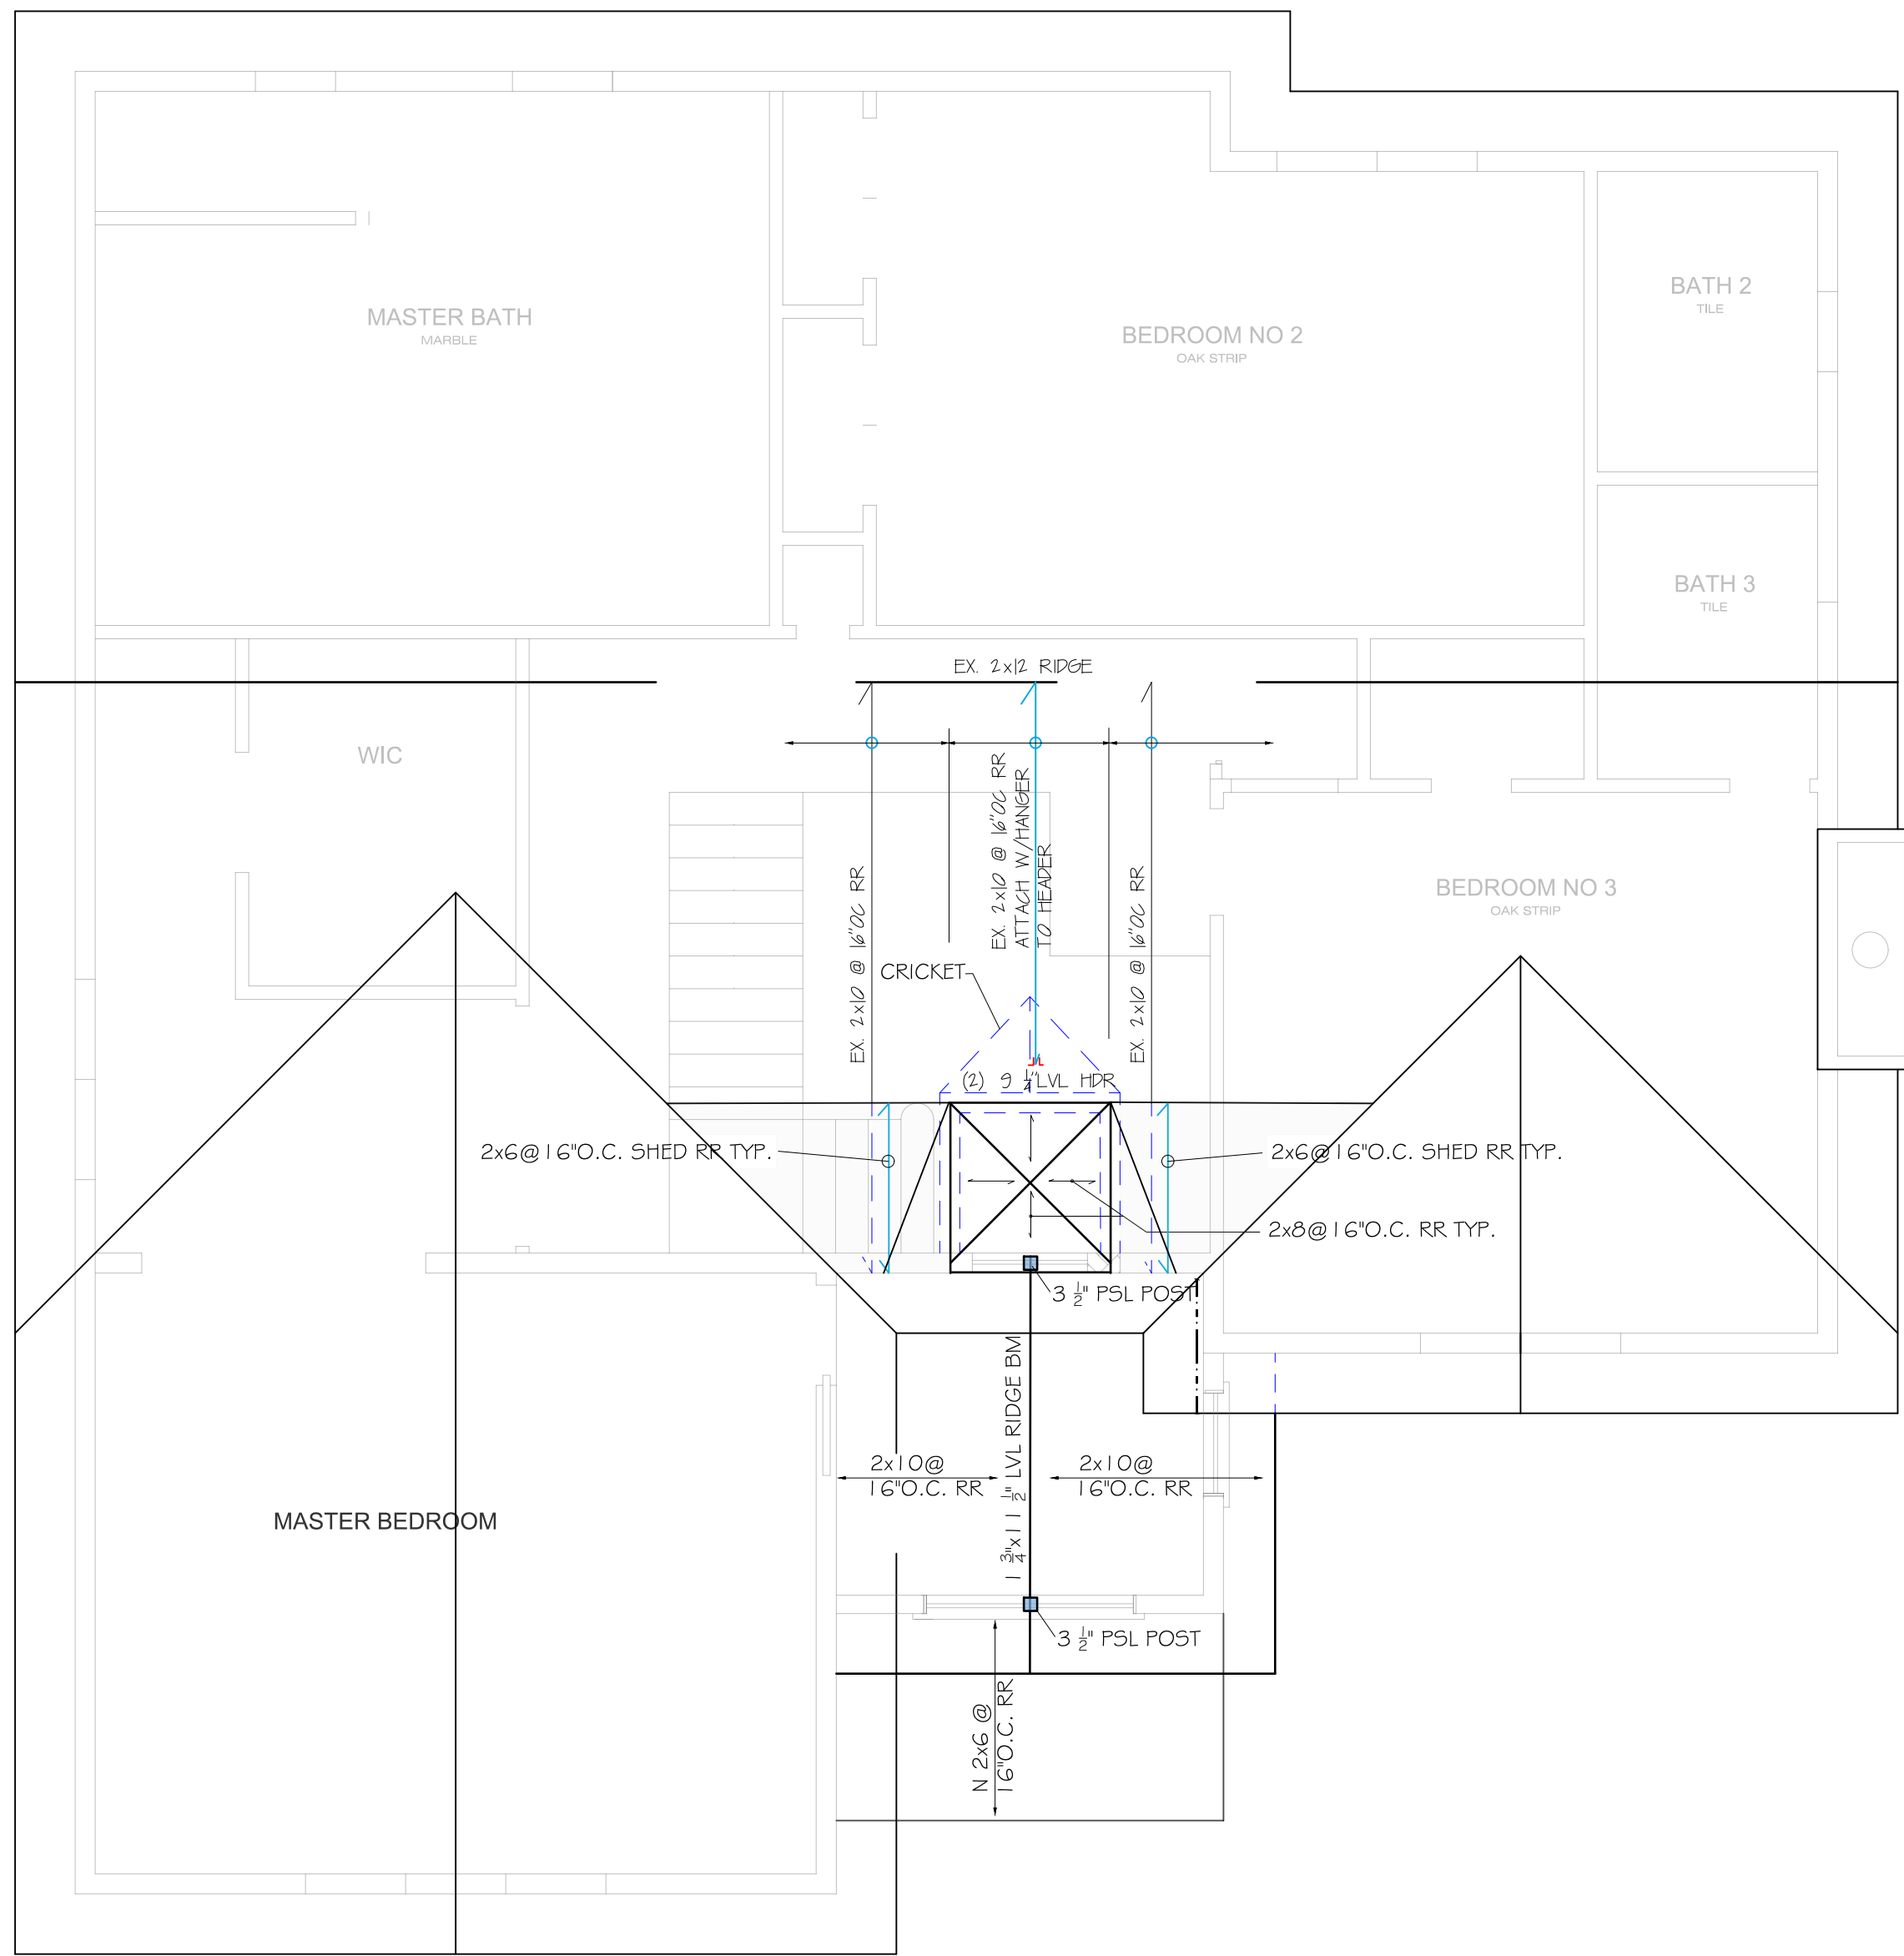 BATH 2
TILE
MASTER BATH
MARBLE
BEDROOM NO 2
OAK STRIP
BATH 3
TILE
EX. 2x12 RIDGE
WIC
EX. 2x10 @ 16"OC RR
EX. 2x10 @ 16"OC RR
ATTACH W/HANGER
TO HEADER
EX. 2x10 @ 16"OC RR
BEDROOM NO 3
OAK STRIP
CRICKET
(2) 9 1/4"LVL HDR
2x6@16"O.C. SHED RR TYP.
2x6@16"O.C. SHED RR TYP.
2x8@16"O.C. RR TYP.
3 1/2" PSL POST
1 3/4"x11 1/2" LVL RIDGE BM
2x10@
16"O.C. RR
2x10@
16"O.C. RR
MASTER BEDROOM
3 1/2" PSL POST
N 2x6 @
16"O.C. RR